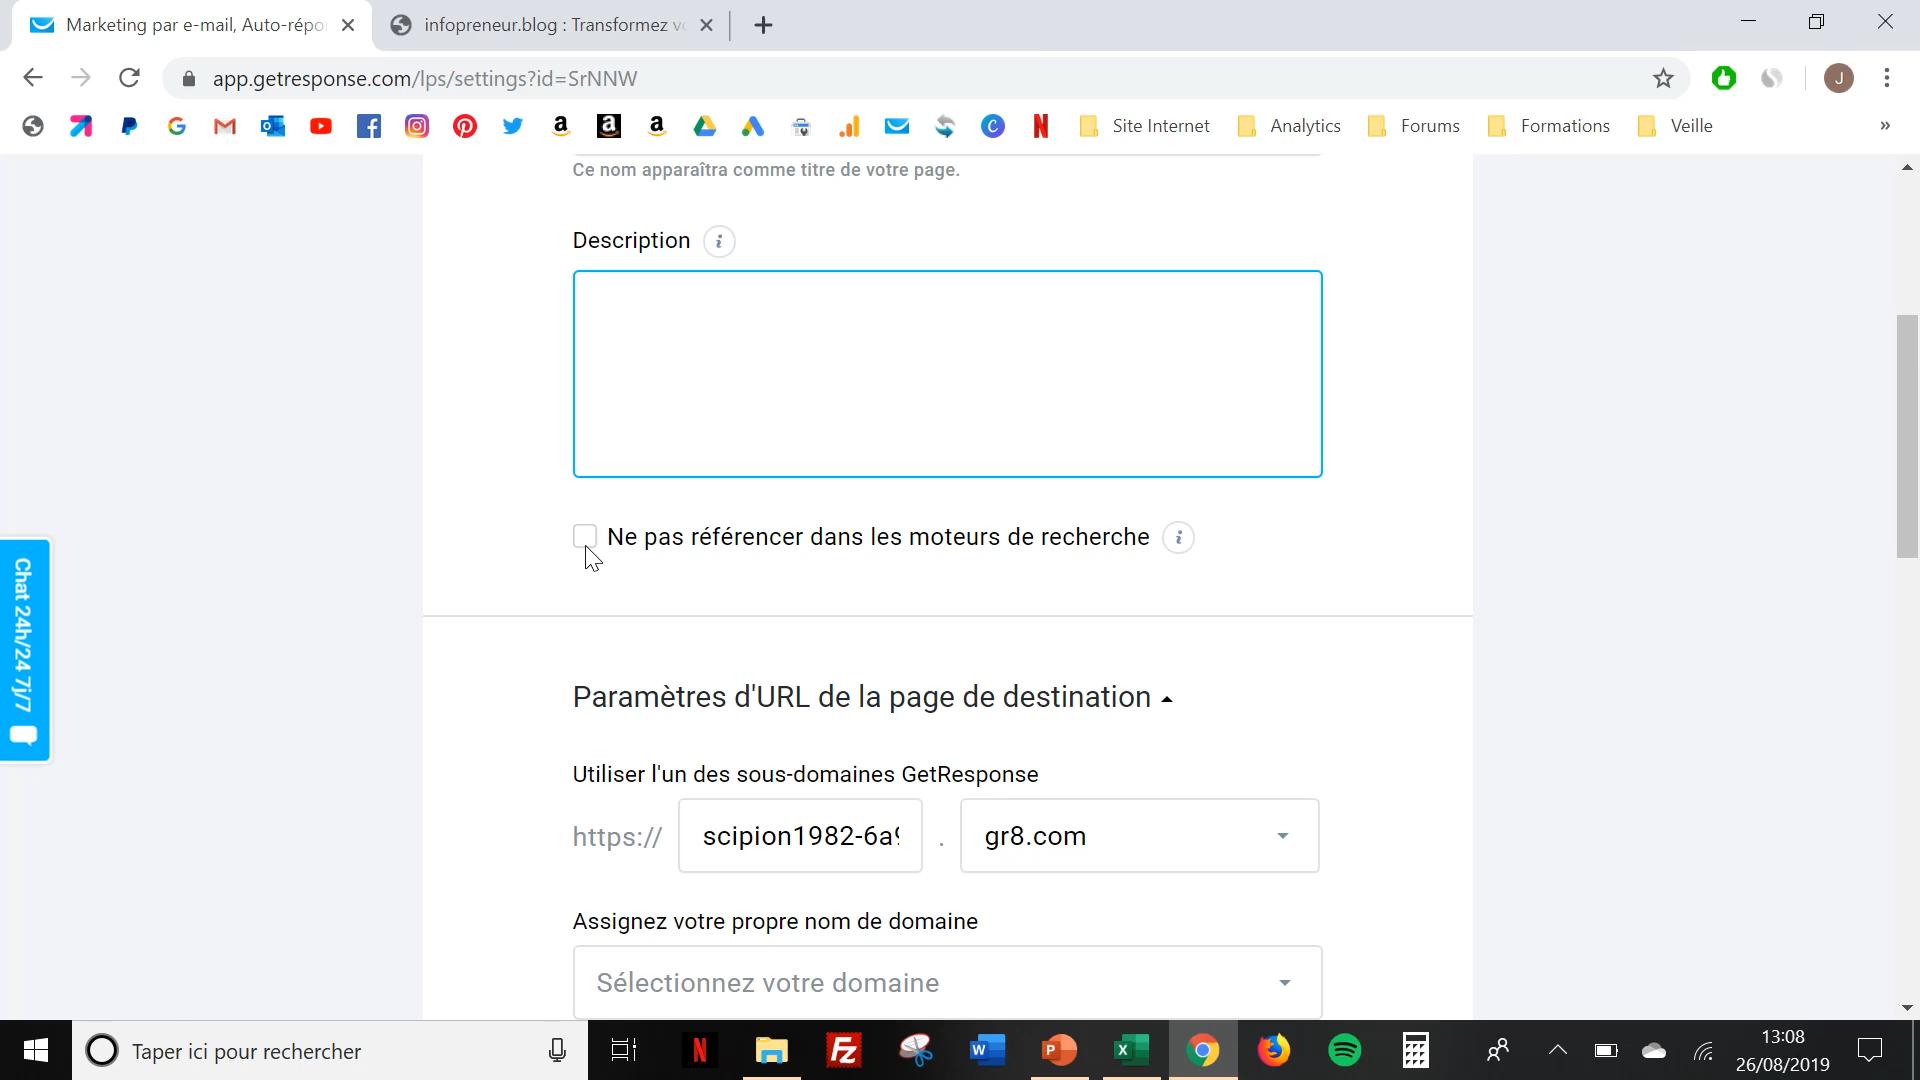 Marketing par e-mail, Auto-répo
infopreneur.blog : Transformez v
app.getresponse.com/lps/settings?id=SrNNW
J
Site Internet
Analytics
Forums
Formations
Veille
»
Ce nom apparaîtra comme titre de votre page.
Description
Ne pas référencer dans les moteurs de recherche
Chat 24h/24 7j/7
Paramètres d'URL de la page de destination
Utiliser l'un des sous-domaines GetResponse
https:// scipion1982-6a9 . gr8.com
Assignez votre propre nom de domaine
Sélectionnez votre domaine
Taper ici pour rechercher
13:08
26/08/2019